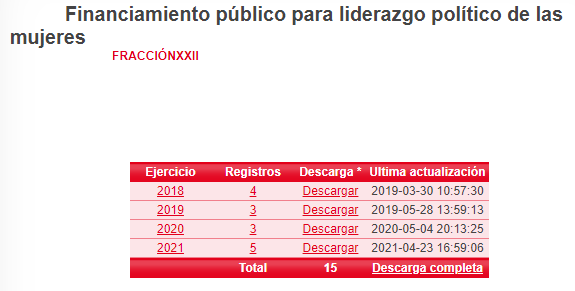 Financiamiento público para liderazgo político de las
mujeres
FRACCIÓNXXII
Ejercicio Registros Descarga * Ultima actualización
2018 4 Descargar 2019-03-30 10:57:30
2019 3 Descargar 2019-05-28 13:59:13
2020 3 Descargar 2020-05-04 20:13:25
2021 5 Descargar 2021-04-23 16:59:06
Total 15 Descarga completa